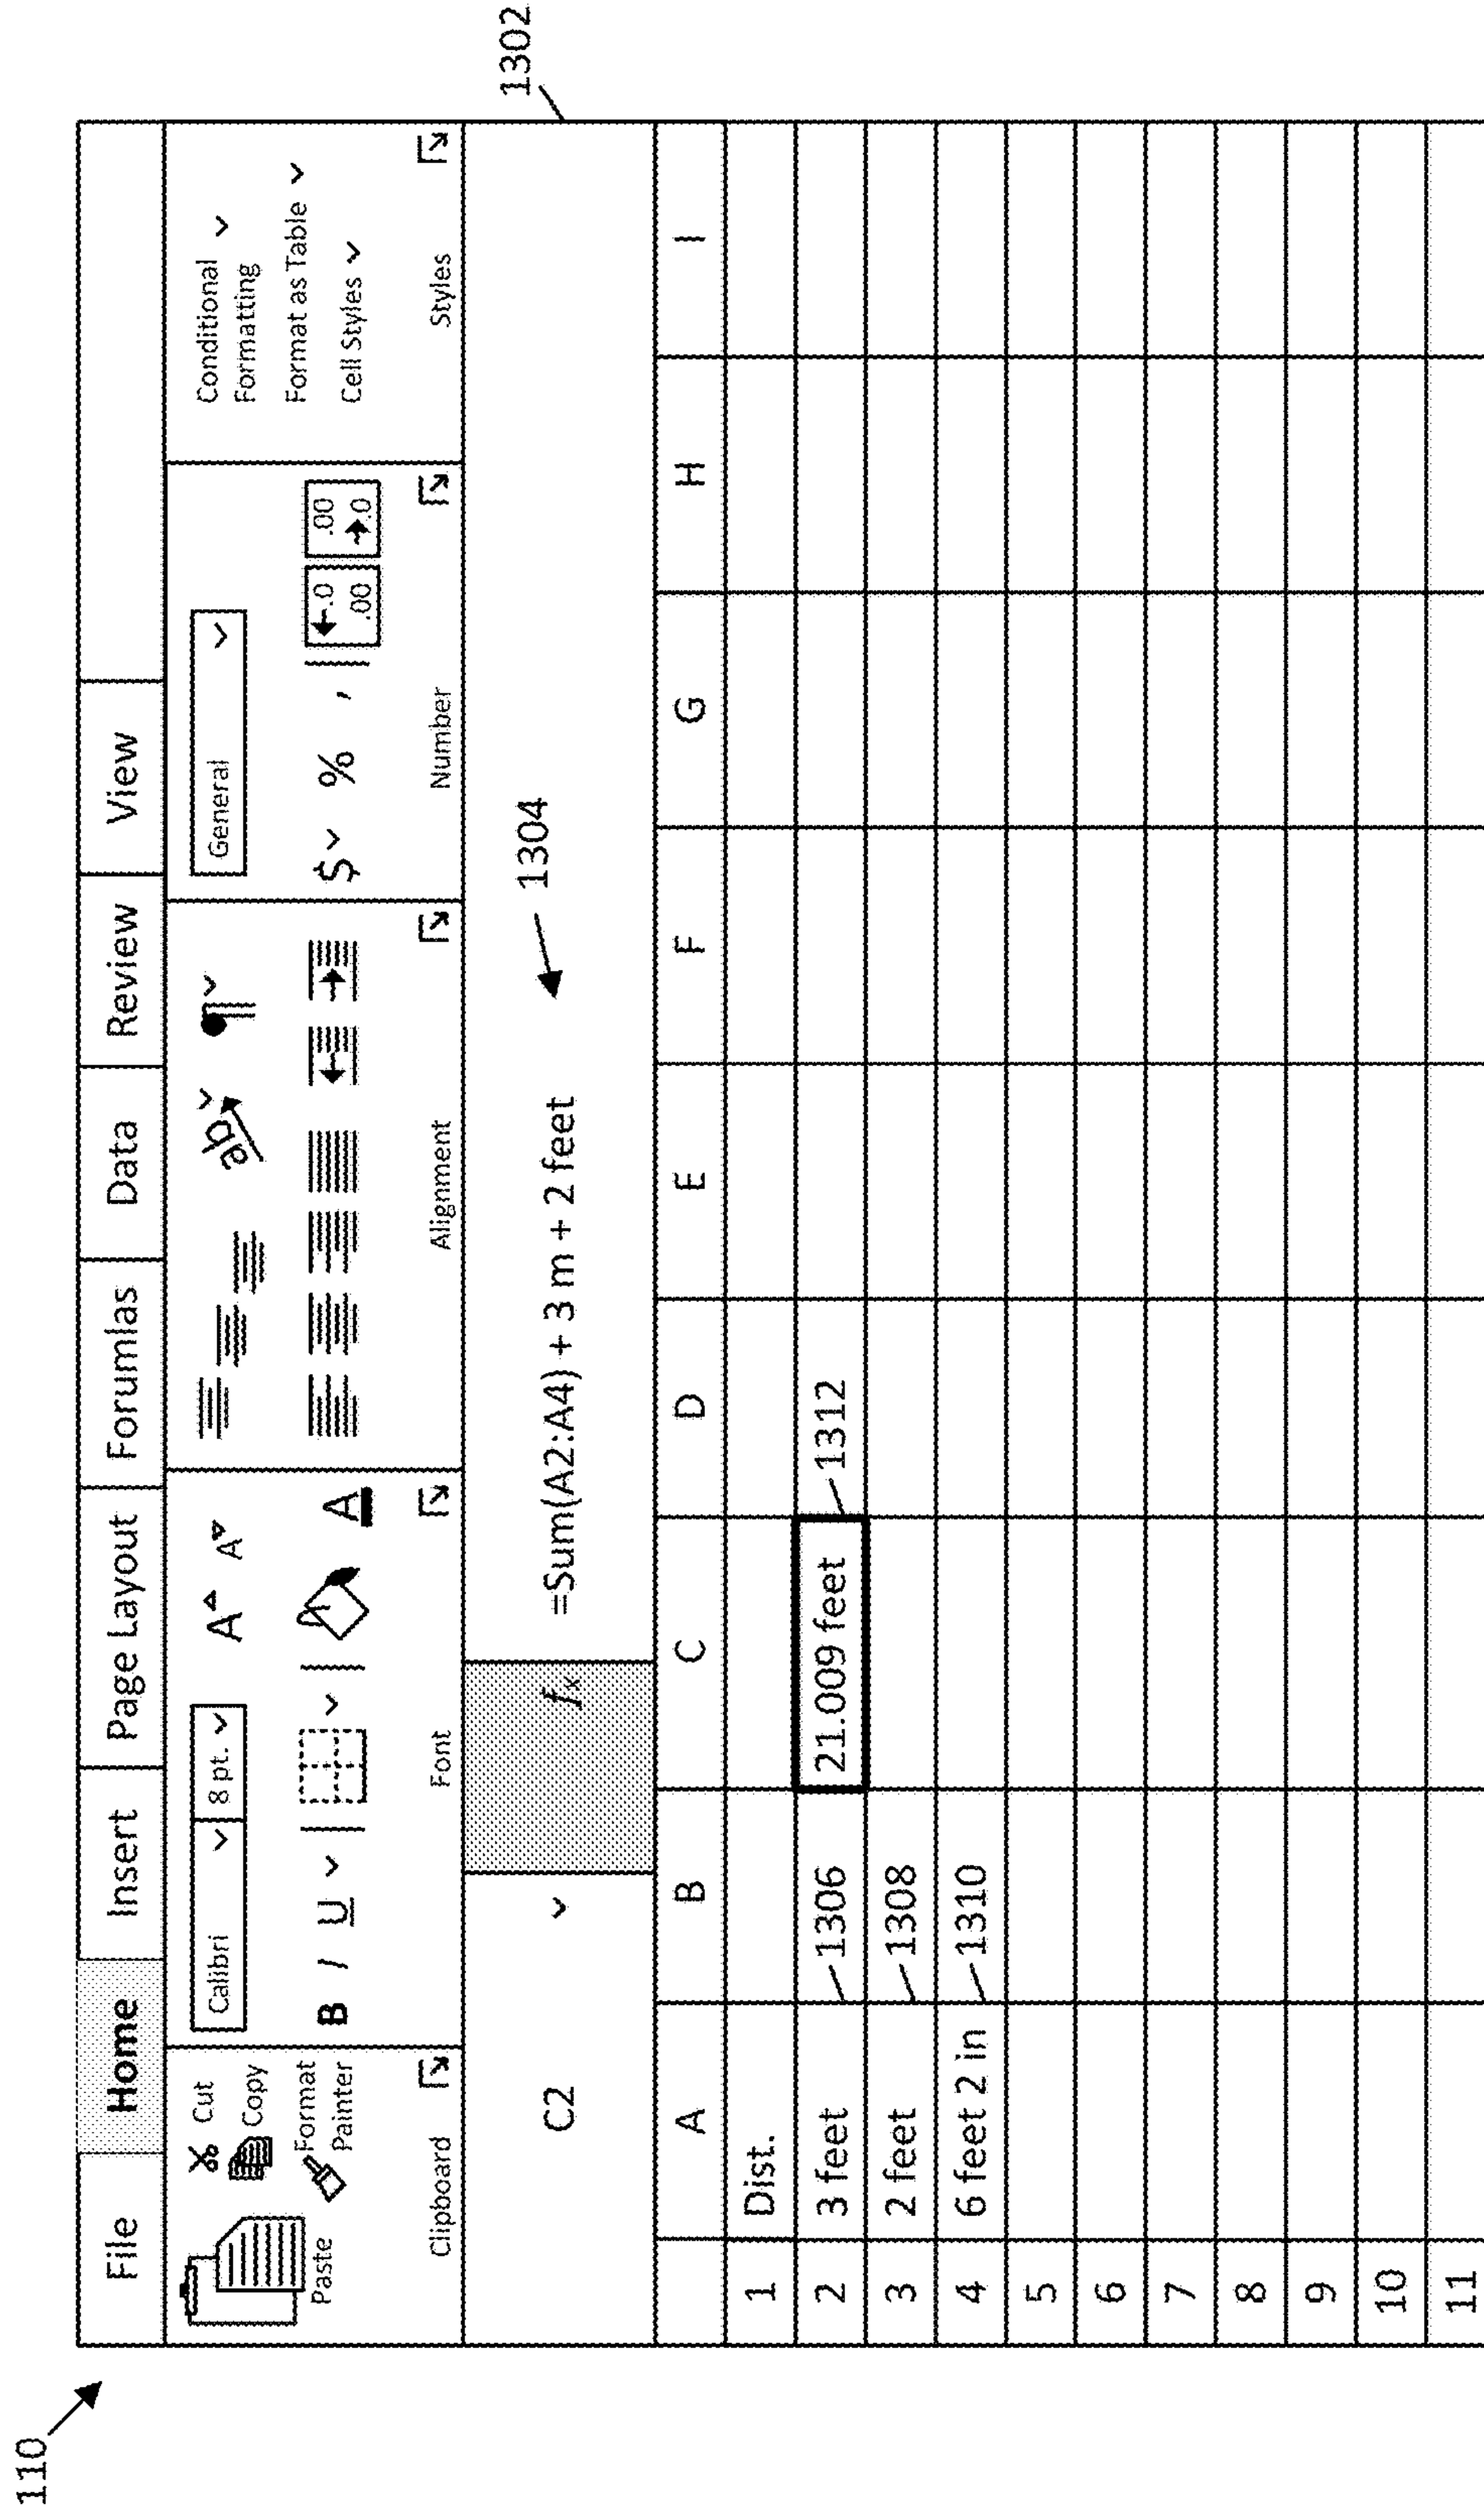 110
File Home Insert Page Layout Forumlas Data Review View
Paste
Cut
Copy
Format
Painter
Clipboard
Calibri 8 pt. A A
B I U A
Font
ab
Alignment
General
$ % , .0 .00 .00 .0
Number
Conditional
Formatting
Format as Table
Cell Styles
Styles
C2 fx =Sum(A2:A4) + 3 m + 2 feet 1304
1302
A B C D E F G H I
1 Dist.
2 3 feet 1306 21.009 feet 1312
3 2 feet 1308
4 6 feet 2 in 1310
5
6
7
8
9
10
11